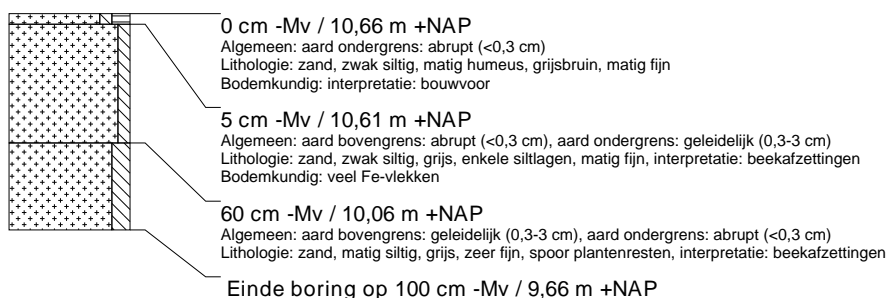 0 cm -Mv / 10,66 m +NAP
Algemeen: aard ondergrens: abrupt (<0,3 cm)
Lithologie: zand, zwak siltig, matig humeus, grijsbruin, matig fijn
Bodemkundig: interpretatie: bouwvoor
5 cm -Mv / 10,61 m +NAP
Algemeen: aard bovengrens: abrupt (<0,3 cm), aard ondergrens: geleidelijk (0,3-3 cm)
Lithologie: zand, zwak siltig, grijs, enkele siltlagen, matig fijn, interpretatie: beekafzettingen
Bodemkundig: veel Fe-vlekken
60 cm -Mv / 10,06 m +NAP
Algemeen: aard bovengrens: geleidelijk (0,3-3 cm), aard ondergrens: abrupt (<0,3 cm)
Lithologie: zand, matig siltig, grijs, zeer fijn, spoor plantenresten, interpretatie: beekafzettingen
Einde boring op 100 cm -Mv / 9,66 m +NAP